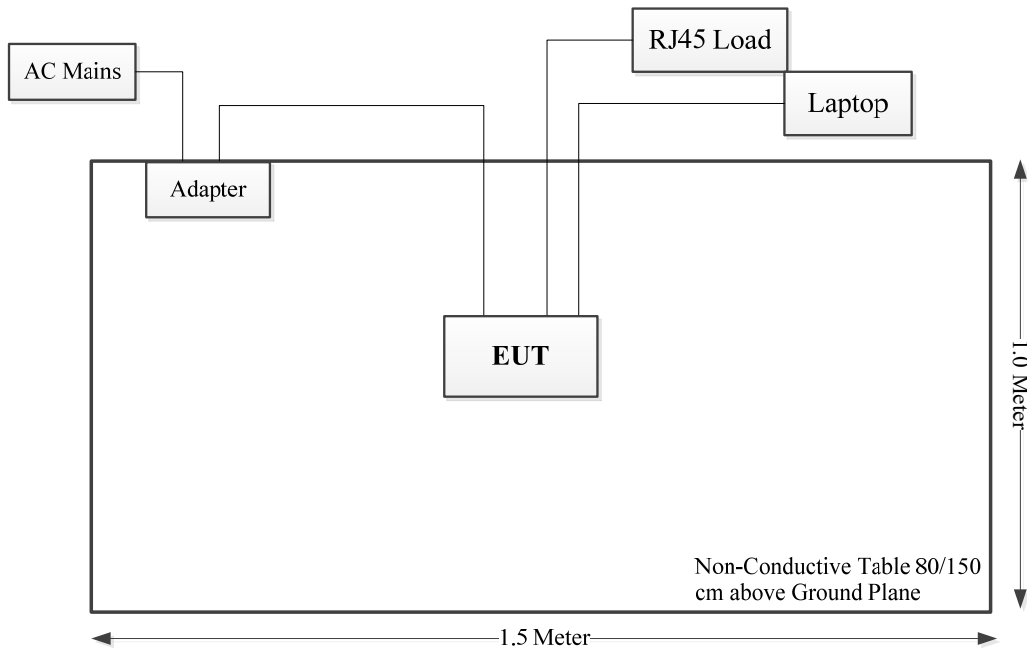 RJ45 Load
AC Mains
Laptop
Adapter
EUT
1.0 Meter
Non-Conductive Table 80/150
cm above Ground Plane
1.5 Meter